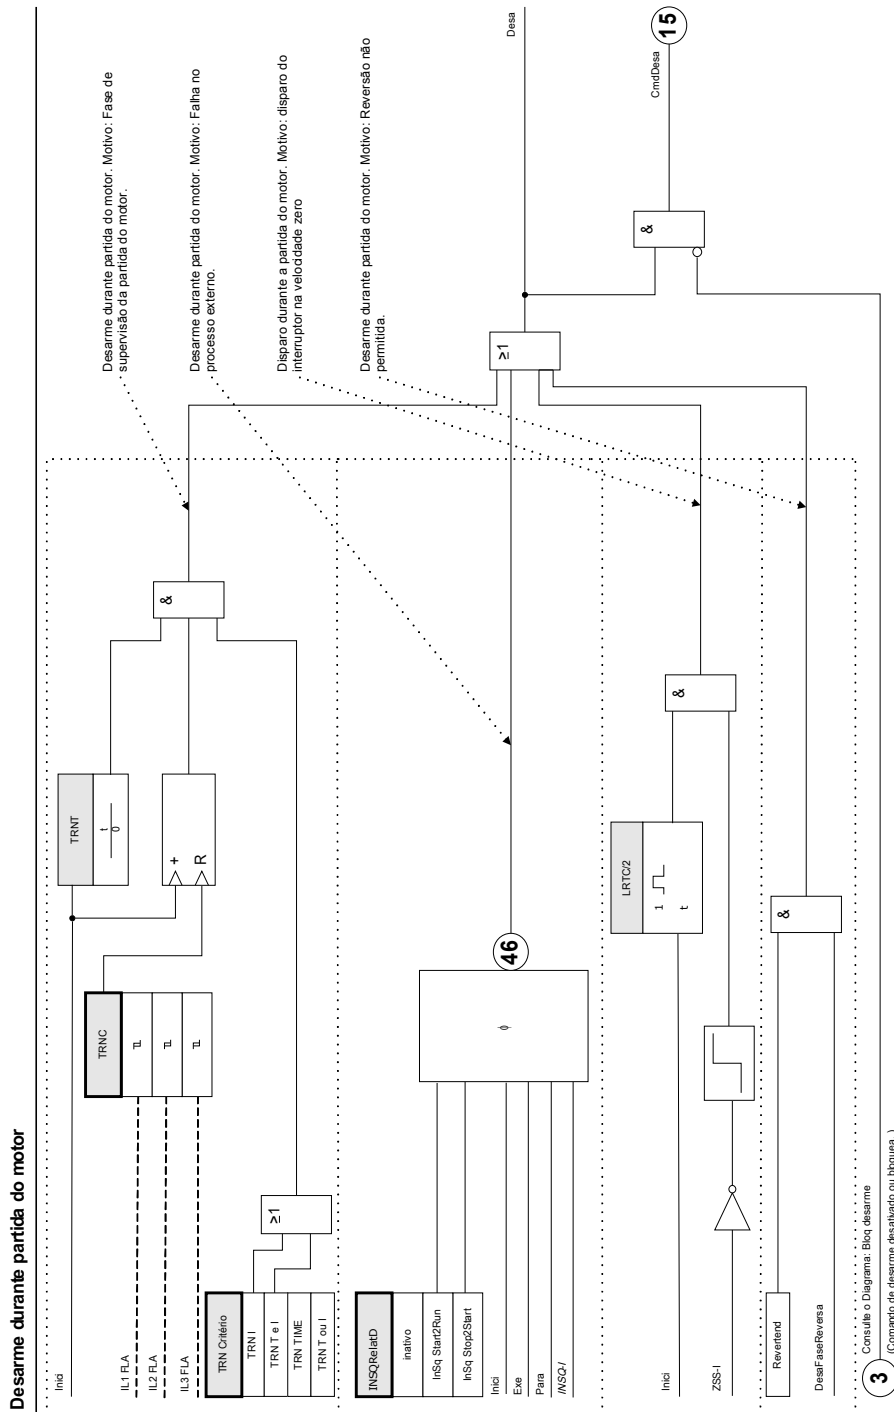 Desarme durante partida do motor
Desarme durante partida do motor. Motivo: Fase de
supervisão da partida do motor.
Desarme durante partida do motor. Motivo: Falha no
processo externo.
Disparo durante a partida do motor. Motivo: disparo do
interruptor na velocidade zero
Desarme durante partida do motor. Motivo: Reversão não
permitida.
Inici
IL1 FLA
IL2 FLA
IL3 FLA
TRNC
TRNT
t
0
+
R
&
TRN Critério
TRN I
TRN T e I
TRN TIME
TRN T ou I
≥1
INSQRelatD
inativo
InSq Start2Run
InSq Stop2Start
Inici
Exe
Para
INSQ-I
φ
46
≥1
Desa
&
CmdDesa
15
Inici
LRTC/2
1
t
ZSS-I
&
Revertend
DesaFaseReversa
&
3
Consulte o Diagrama: Bloq desarme
(Comando de desarme desativado ou bloquea.)